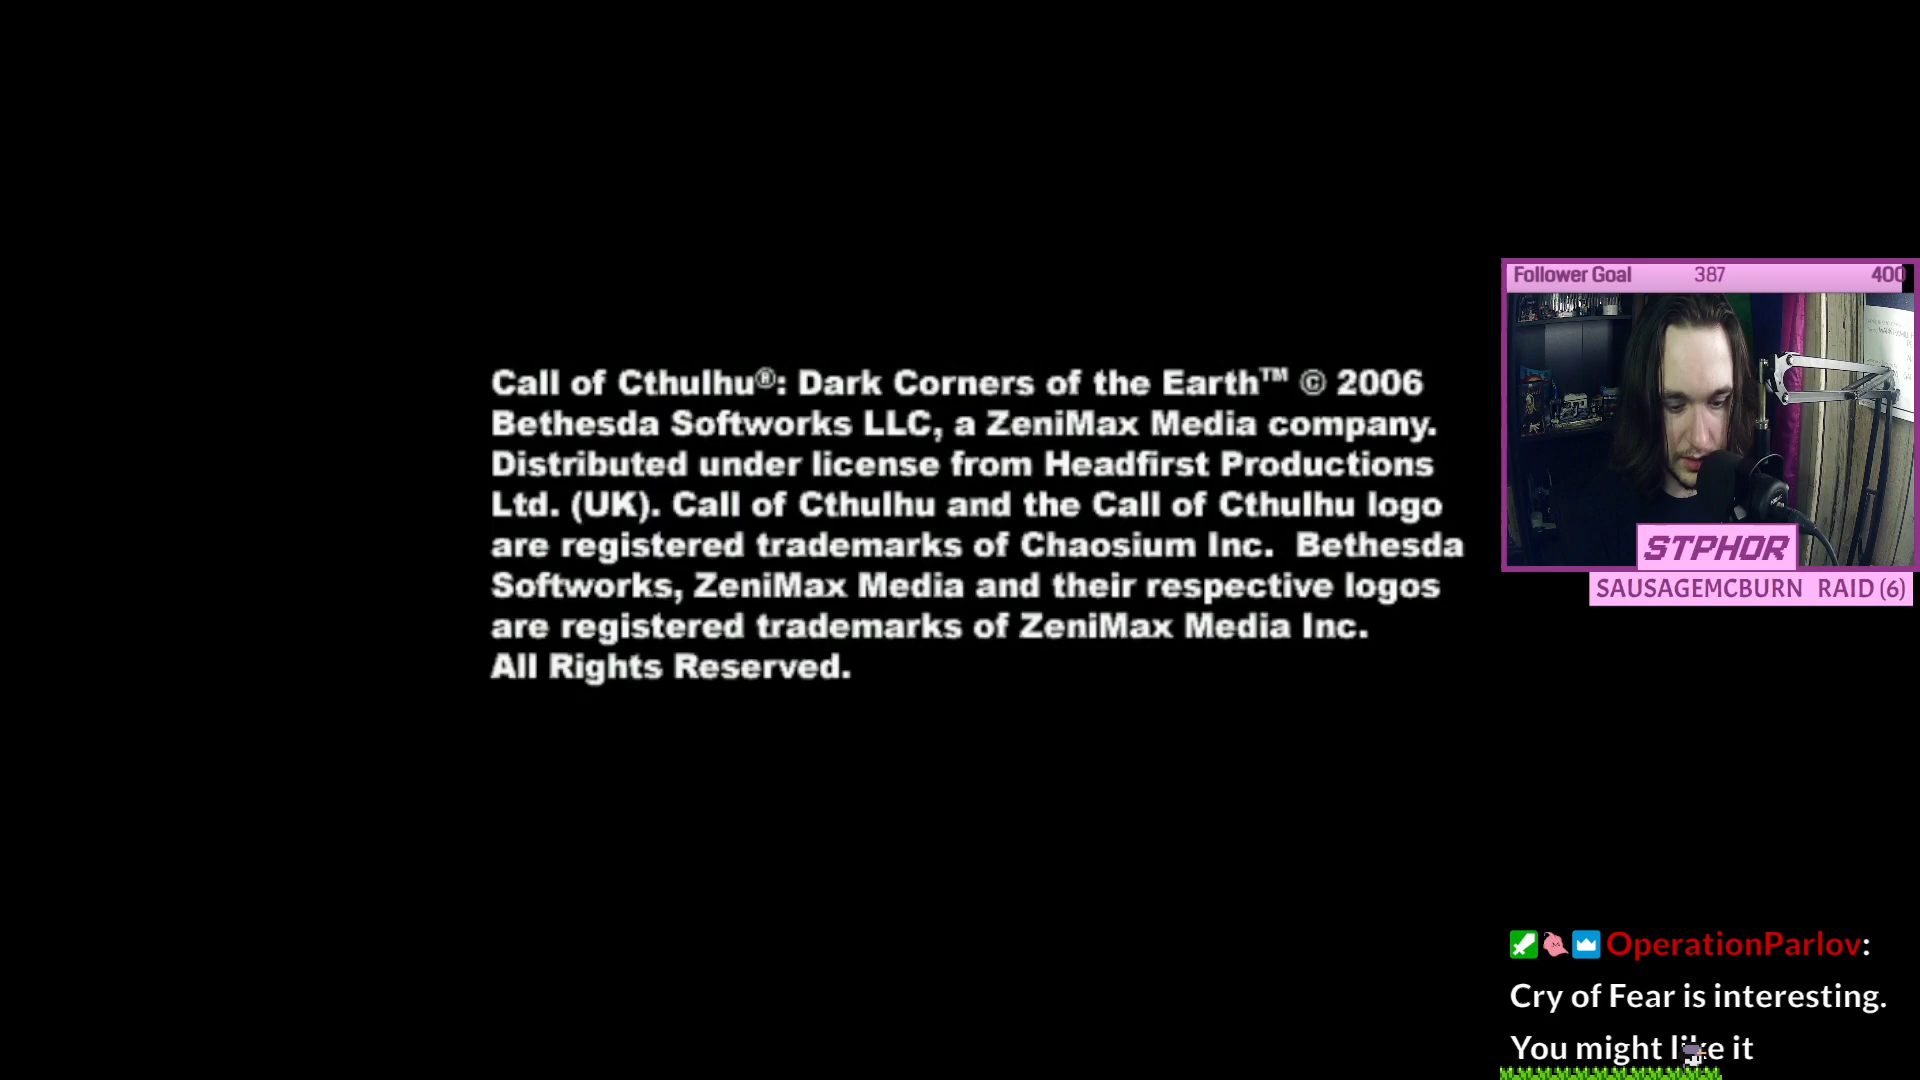 Call of Cthulhu®: Dark Corners of the Earth™ © 2006
Bethesda Softworks LLC, a ZeniMax Media company.
Distributed under license from Headfirst Productions
Ltd. (UK). Call of Cthulhu and the Call of Cthulhu logo
are registered trademarks of Chaosium Inc.  Bethesda
Softworks, ZeniMax Media and their respective logos
are registered trademarks of ZeniMax Media Inc.
All Rights Reserved.
Follower Goal 387 400
STPHOR
SAUSAGEMCBURN RAID (6)
OperationParlov:
Cry of Fear is interesting.
You might like it